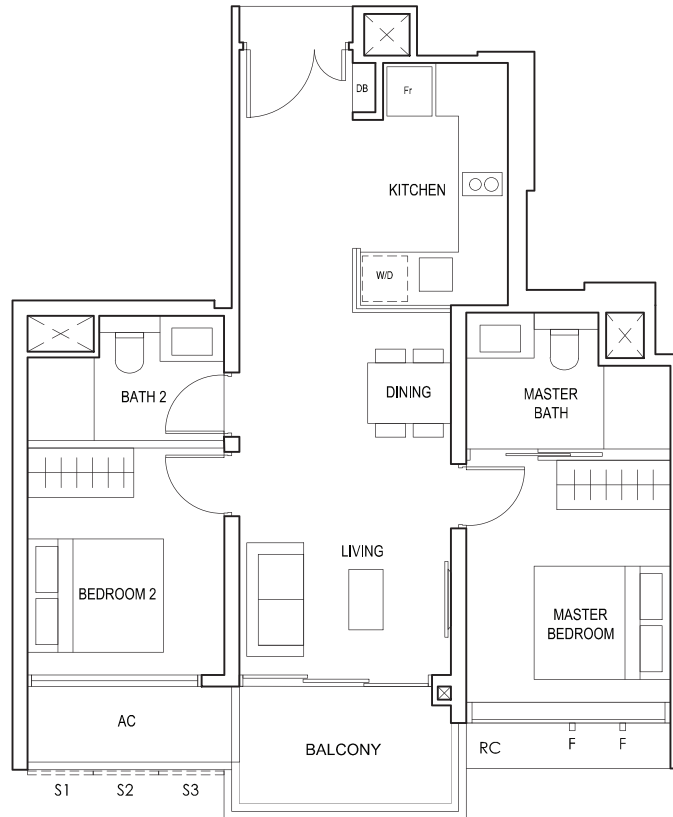 DB
Fr
KITCHEN
W/D
BATH 2
DINING
MASTER
BATH
LIVING
BEDROOM 2
MASTER
BEDROOM
AC
BALCONY
RC
F
F
S1
S2
S3